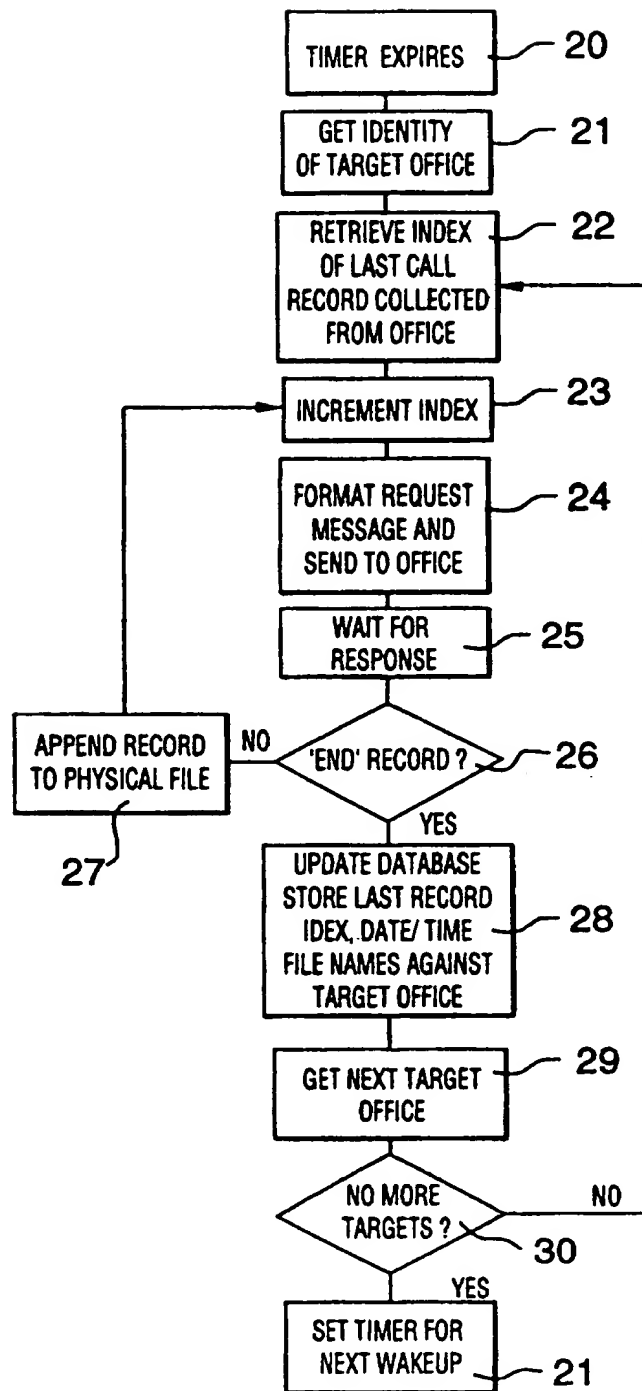 TIMER EXPIRES
20
GET IDENTITY
OF TARGET OFFICE
21
RETRIEVE INDEX
OF LAST CALL
RECORD COLLECTED
FROM OFFICE
22
INCREMENT INDEX
23
FORMAT REQUEST
MESSAGE AND
SEND TO OFFICE
24
WAIT FOR
RESPONSE
25
'END' RECORD ?
26
NO
APPEND RECORD
TO PHYSICAL FILE
27
YES
UPDATE DATABASE
STORE LAST RECORD
IDEX, DATE/ TIME
FILE NAMES AGAINST
TARGET OFFICE
28
GET NEXT TARGET
OFFICE
29
NO MORE
TARGETS ?
30
NO
YES
SET TIMER FOR
NEXT WAKEUP
21